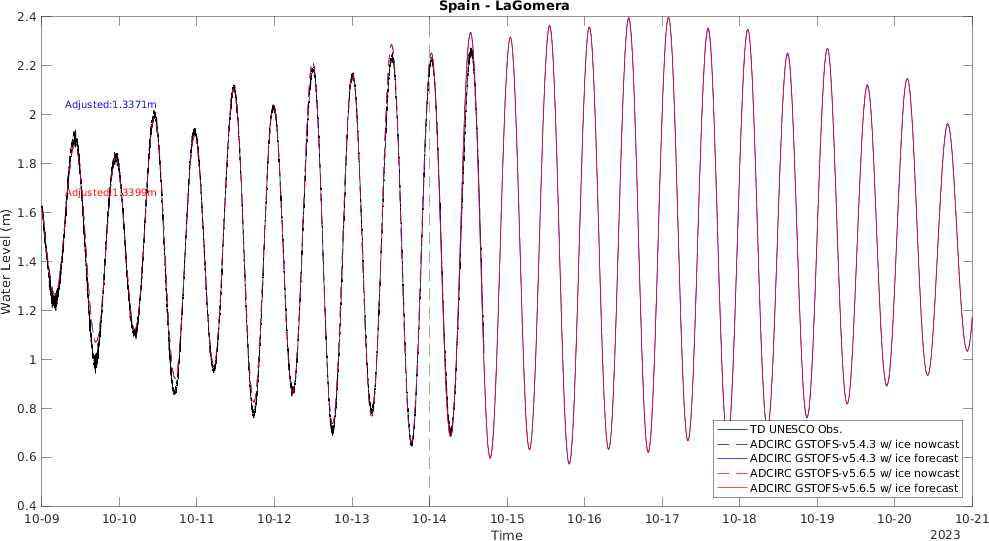 Spain - LaGomera
2.4
2.2
2
1.8
1.6
1.4
1.2
1
0.8
0.6
0.4
Water Level (m)
Adjusted:1.3371m
Adjusted:1.3399m
TD UNESCO Obs.
ADCIRC GSTOFS-v5.4.3 w/ ice nowcast
ADCIRC GSTOFS-v5.4.3 w/ ice forecast
ADCIRC GSTOFS-v5.6.5 w/ ice nowcast
ADCIRC GSTOFS-v5.6.5 w/ ice forecast
10-09 10-10 10-11 10-12 10-13 10-14 10-15 10-16 10-17 10-18 10-19 10-20 10-21
Time
2023